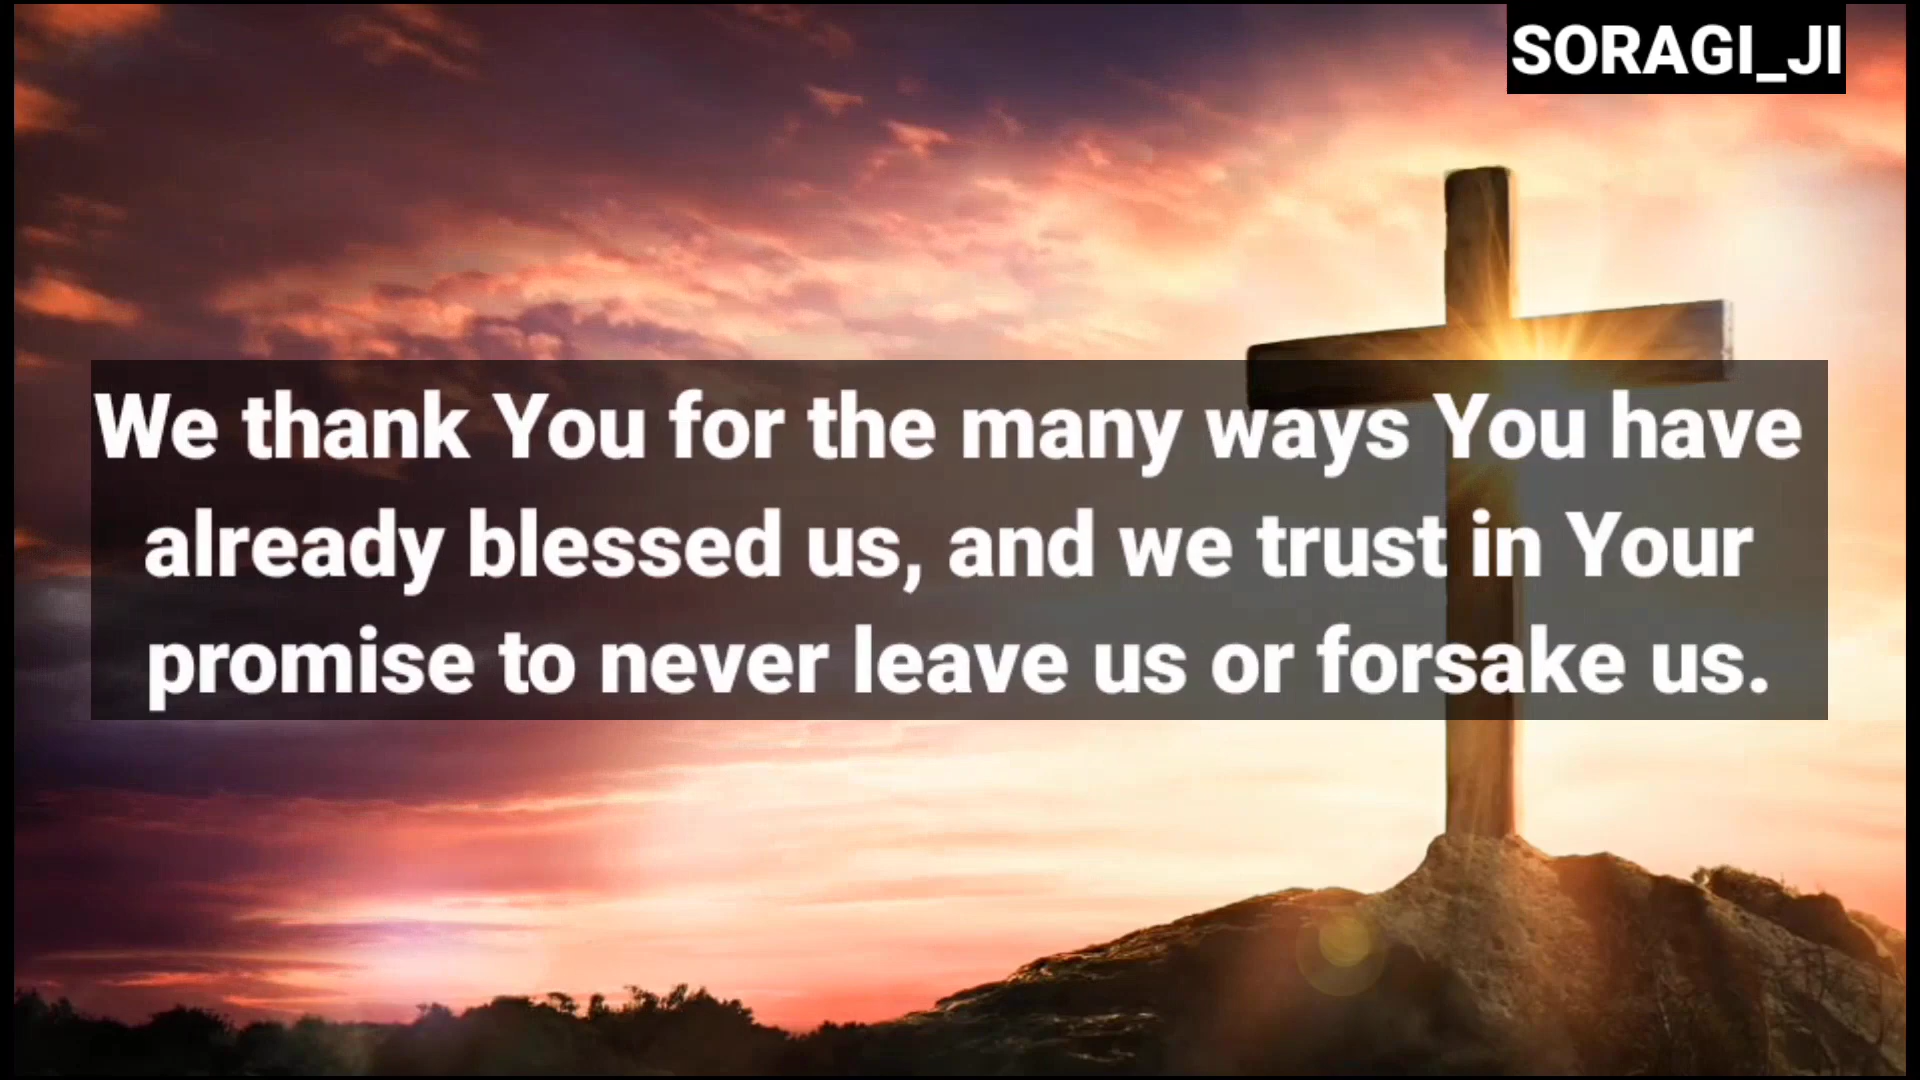 SORAGI_JI
We thank You for the many ways You have
already blessed us, and we trust in Your
promise to never leave us or forsake us.